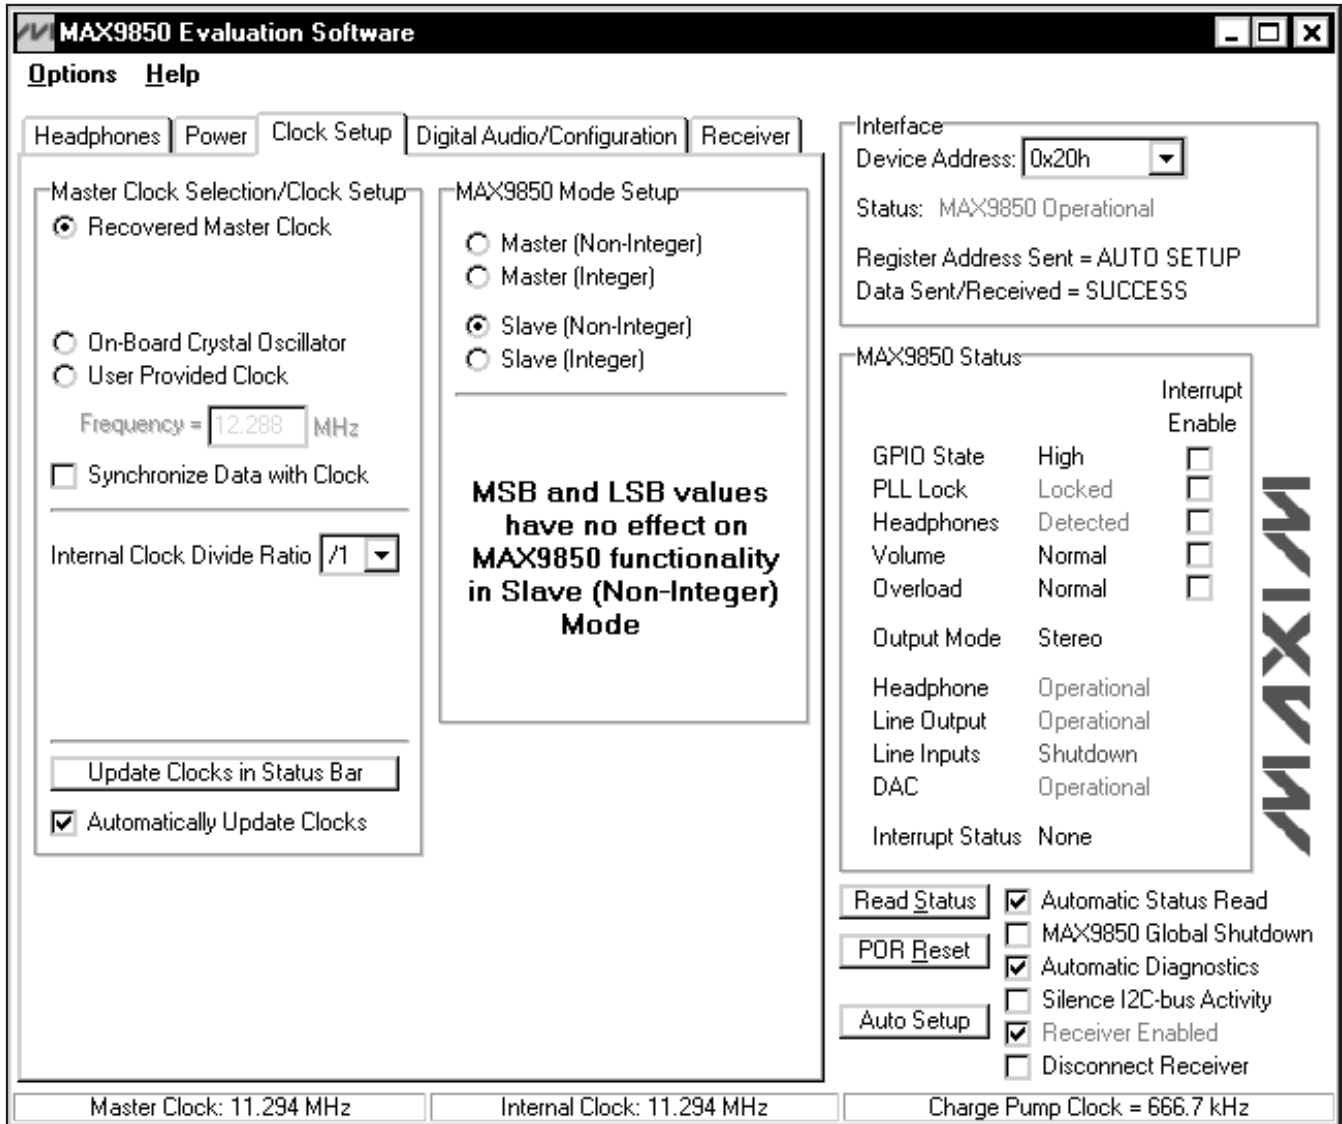 MAX9850 Evaluation Software
Options Help
Headphones Power Clock Setup Digital Audio/Configuration Receiver
Master Clock Selection/Clock Setup
Recovered Master Clock
On-Board Crystal Oscillator
User Provided Clock
Frequency = 12.288 MHz
Synchronize Data with Clock
Internal Clock Divide Ratio /1
Update Clocks in Status Bar
Automatically Update Clocks
MAX9850 Mode Setup
Master (Non-Integer)
Master (Integer)
Slave (Non-Integer)
Slave (Integer)
MSB and LSB values
have no effect on
MAX9850 functionality
in Slave (Non-Integer)
Mode
Interface
Device Address: 0x20h
Status: MAX9850 Operational
Register Address Sent = AUTO SETUP
Data Sent/Received = SUCCESS
MAX9850 Status
Interrupt
Enable
GPIO State High
PLL Lock Locked
Headphones Detected
Volume Normal
Overload Normal
Output Mode Stereo
Headphone Operational
Line Output Operational
Line Inputs Shutdown
DAC Operational
Interrupt Status None
MAXIM
Read Status
POR Reset
Auto Setup
Automatic Status Read
MAX9850 Global Shutdown
Automatic Diagnostics
Silence I2C-bus Activity
Receiver Enabled
Disconnect Receiver
Master Clock: 11.294 MHz
Internal Clock: 11.294 MHz
Charge Pump Clock = 666.7 kHz